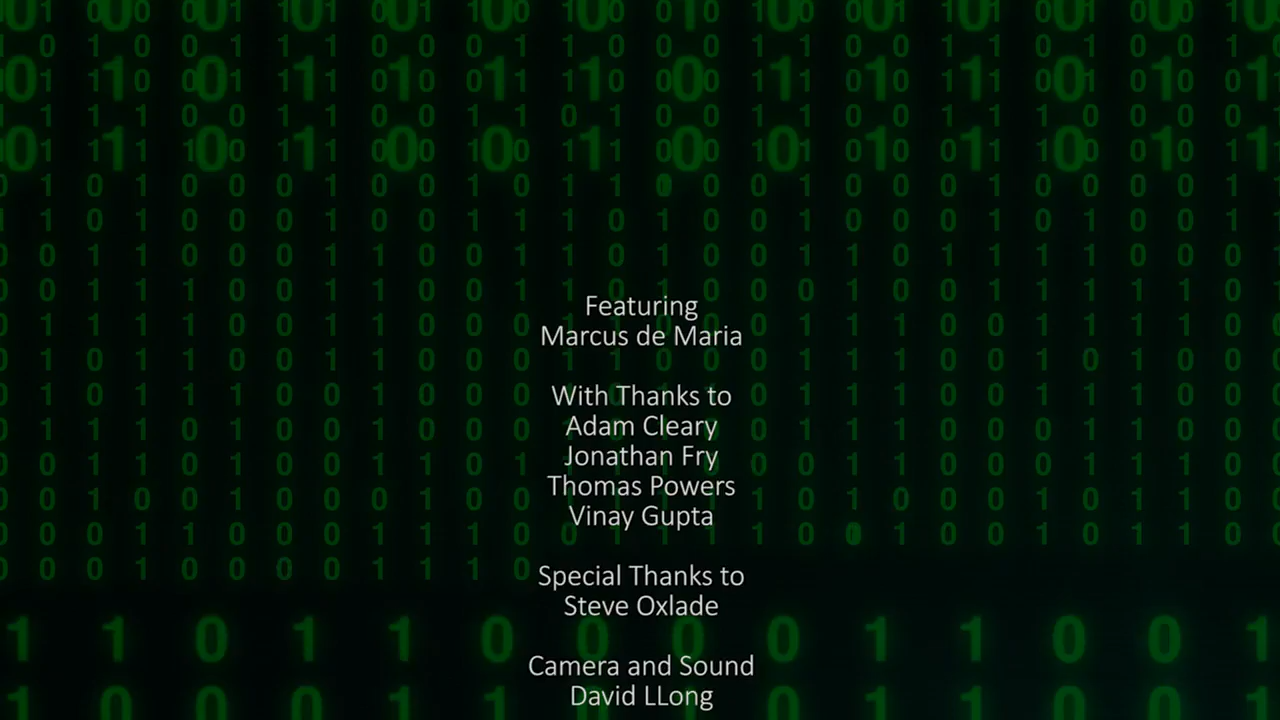 Featuring
Marcus de Maria
With Thanks to
Adam Cleary
Jonathan Fry
Thomas Powers
Vinay Gupta
Special Thanks to
Steve Oxlade
Camera and Sound
David LLong